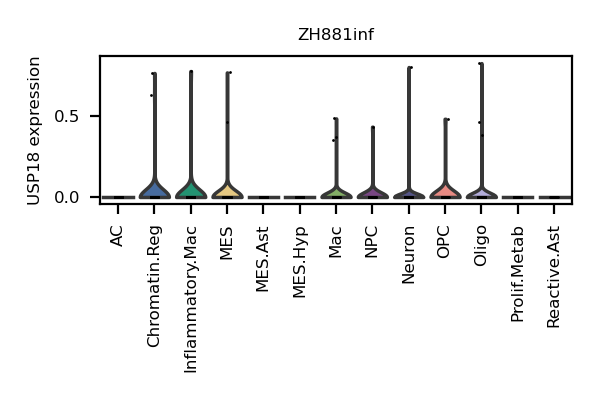 ZH881inf
USP18 expression
0.5
0.0
AC
Chromatin.Reg
Inflammatory.Mac
MES
MES.Ast
MES.Hyp
Mac
NPC
Neuron
OPC
Oligo
Prolif.Metab
Reactive.Ast